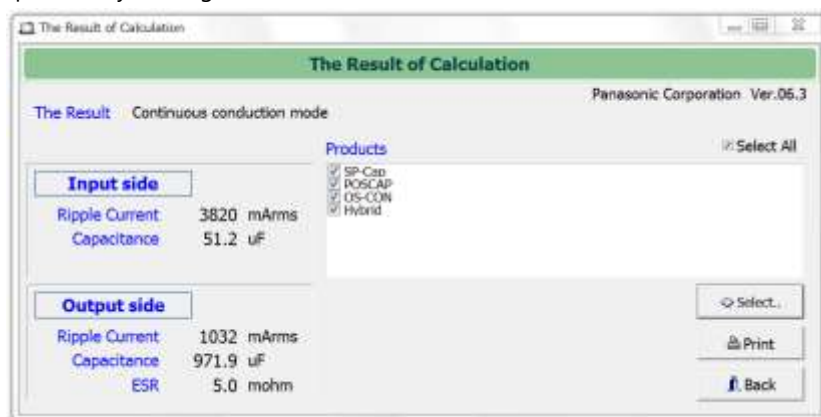 The Result of Calculation
The Result of Calculation
Panasonic Corporation Ver.06.3
The Result Continuous conduction mode
Products
Select All
SP-Cap
POSCAP
OS-CON
Hybrid
Input side
Ripple Current 3820 mArms
Capacitance 51.2 uF
Output side
Ripple Current 1032 mArms
Capacitance 971.9 uF
ESR 5.0 mohm
Select..
Print
Back